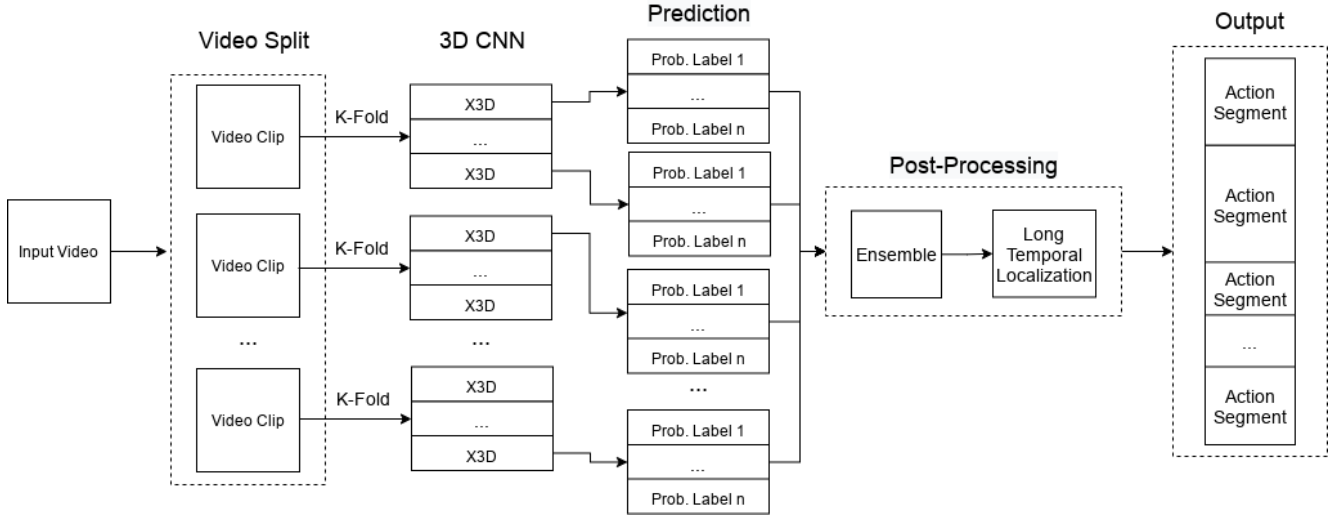 Video Split
3D CNN
Prediction
Output
Input Video
Video Clip
Video Clip
...
Video Clip
K-Fold
K-Fold
K-Fold
X3D
...
X3D
X3D
...
X3D
...
X3D
...
X3D
Prob. Label 1
...
Prob. Label n
Prob. Label 1
...
Prob. Label n
Prob. Label 1
...
Prob. Label n
...
Prob. Label 1
...
Prob. Label n
Post-Processing
Ensemble
Long
Temporal
Localization
Action
Segment
Action
Segment
Action
Segment
...
Action
Segment